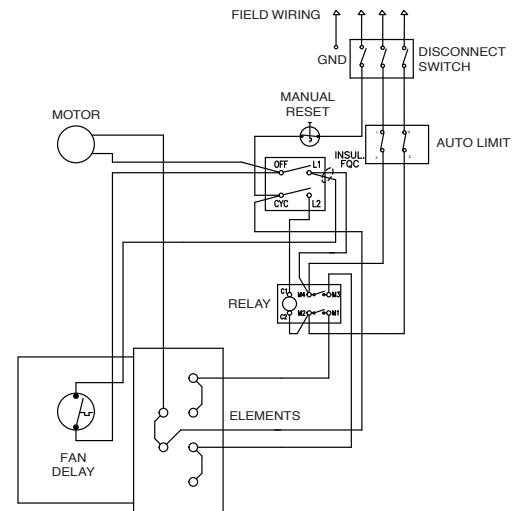 FIELD WIRING
GND
DISCONNECT
SWITCH
MANUAL
RESET
MOTOR
AUTO LIMIT
OFF
L1
INSUL.
FQC
CYC
L2
RELAY
C1
M4
M3
C2
M2
M1
ELEMENTS
FAN
DELAY